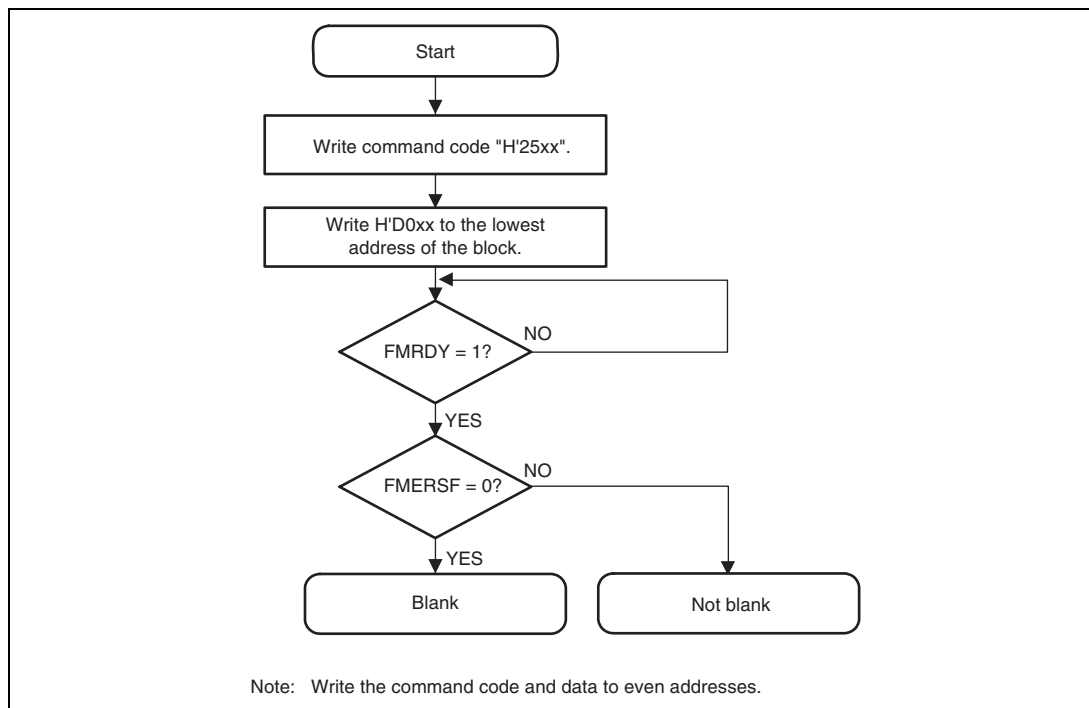 Start
Write command code "H'25xx".
Write H'D0xx to the lowest
address of the block.
NO
FMRDY = 1?
YES
NO
FMERSF = 0?
YES
Blank
Not blank
Note: Write the command code and data to even addresses.